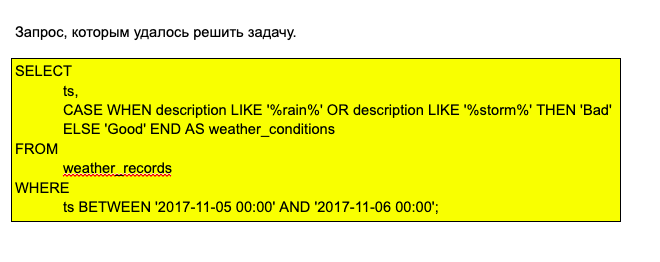 Запрос, которым удалось решить задачу.
SELECT
ts,
CASE WHEN description LIKE '%rain%' OR description LIKE '%storm%' THEN 'Bad'
ELSE 'Good' END AS weather_conditions
FROM
weather_records
WHERE
ts BETWEEN '2017-11-05 00:00' AND '2017-11-06 00:00';